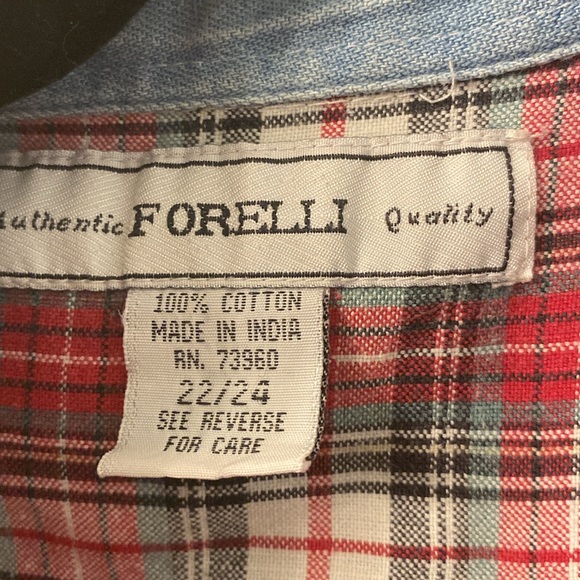 Authentic FORELLI Quality
100% COTTON
MADE IN INDIA
RN. 73960
22/24
SEE REVERSE
FOR CARE